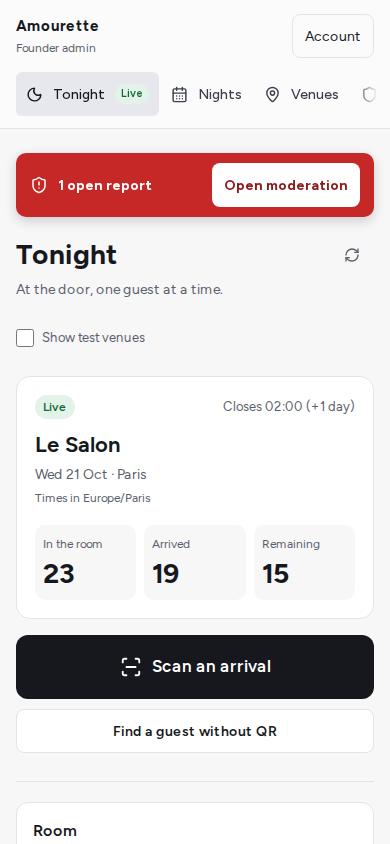 Amourette
Founder admin
Account
Tonight Live Nights Venues
1 open report Open moderation
Tonight
At the door, one guest at a time.
Show test venues
Live Closes 02:00 (+1 day)
Le Salon
Wed 21 Oct · Paris
Times in Europe/Paris
In the room Arrived Remaining
23 19 15
Scan an arrival
Find a guest without QR
Room